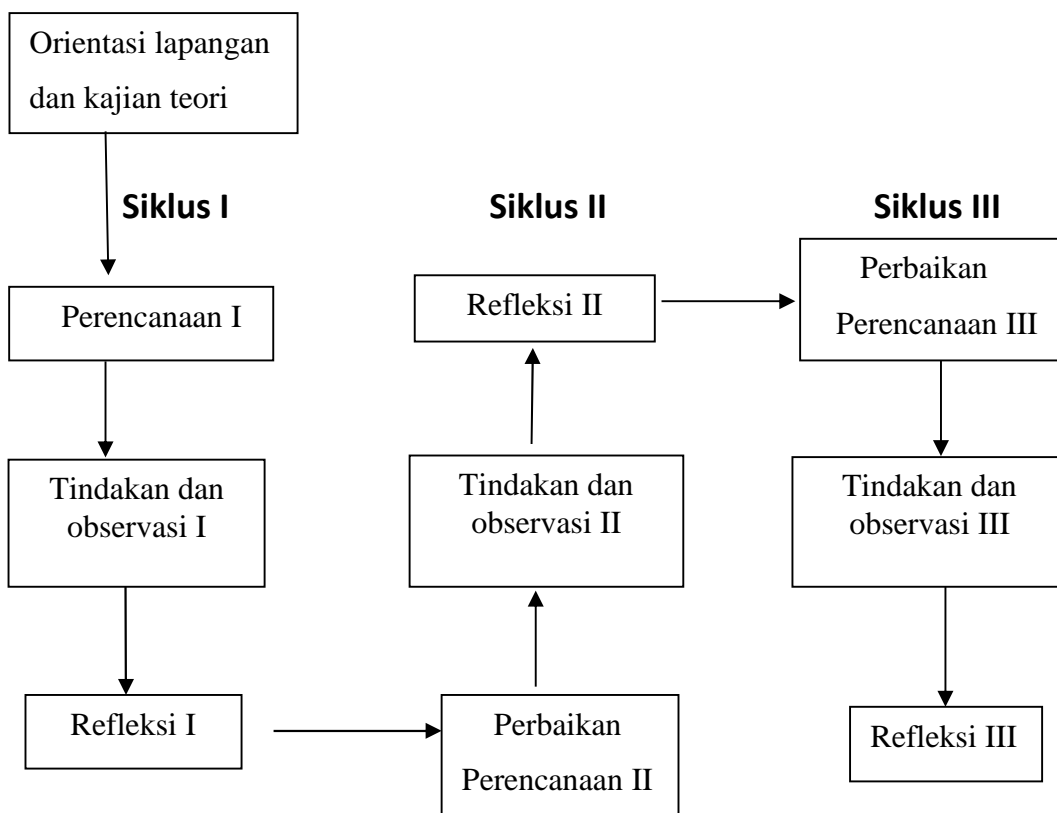 Orientasi lapangan
dan kajian teori
Siklus I
Siklus II
Siklus III
Perencanaan I
Refleksi II
Perbaikan
Perencanaan III
Tindakan dan
observasi I
Tindakan dan
observasi II
Tindakan dan
observasi III
Refleksi I
Perbaikan
Perencanaan II
Refleksi III